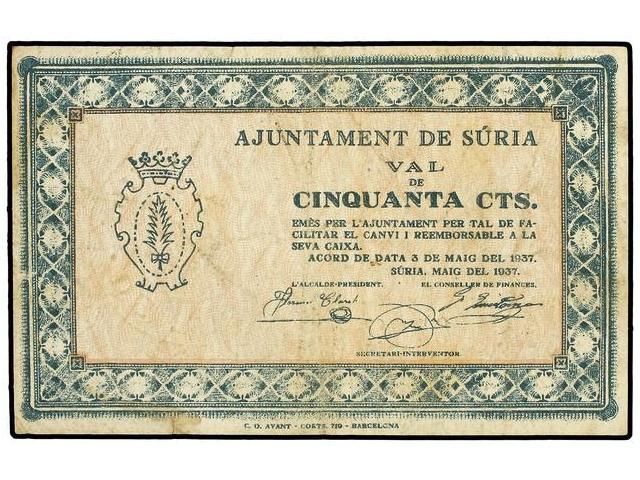 AJUNTAMENT DE SÚRIA
VAL
DE
CINQUANTA CTS.
EMÈS PER L'AJUNTAMENT PER TAL DE FA-
CILITAR EL CANVI I REEMBORSABLE A LA
SEVA CAIXA.
ACORD DE DATA 3 DE MAIG DEL 1937.
SÚRIA, MAIG DEL 1937.
L'ALCALDE-PRESIDENT. EL CONSELLER DE FINANCES,
SECRETARI-INTERVENTOR
C. O. AVANT - CORTS, 719 - BARCELONA